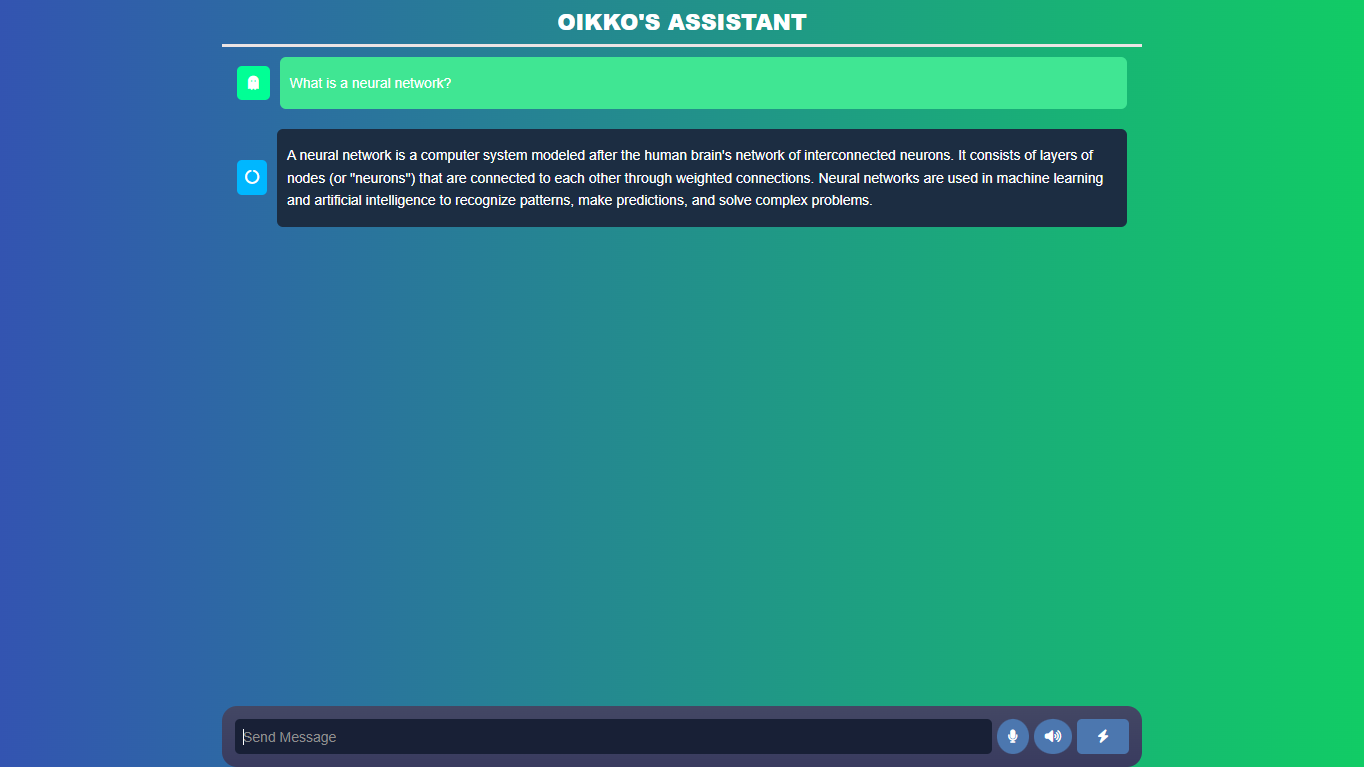 OIKKO'S ASSISTANT
What is a neural network?
A neural network is a computer system modeled after the human brain's network of interconnected neurons. It consists of layers of
nodes (or "neurons") that are connected to each other through weighted connections. Neural networks are used in machine learning
and artificial intelligence to recognize patterns, make predictions, and solve complex problems.
Send Message